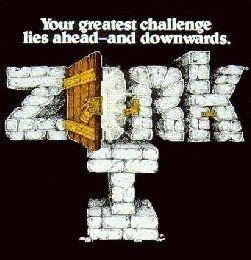 Your greatest challenge
lies ahead–and downwards.
ZORK
I